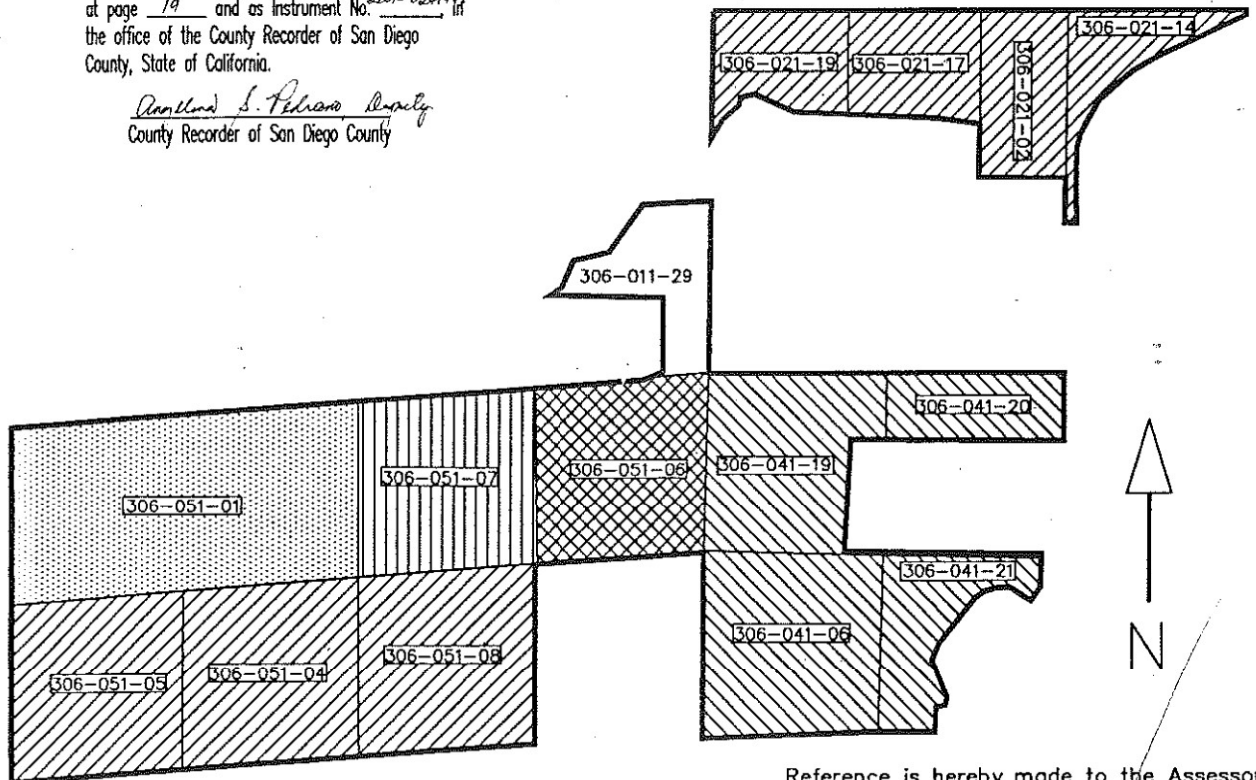 at page 19 and as Instrument No. in
the office of the County Recorder of San Diego
County, State of California.
County Recorder of San Diego County
306-021-14
306-021-19
306-021-17
306-021-02
306-011-29
306-041-20
306-051-01
306-051-07
306-051-06
306-041-19
306-041-21
306-051-05
306-051-04
306-051-08
306-041-06
N
Reference is hereby made to the Assessor